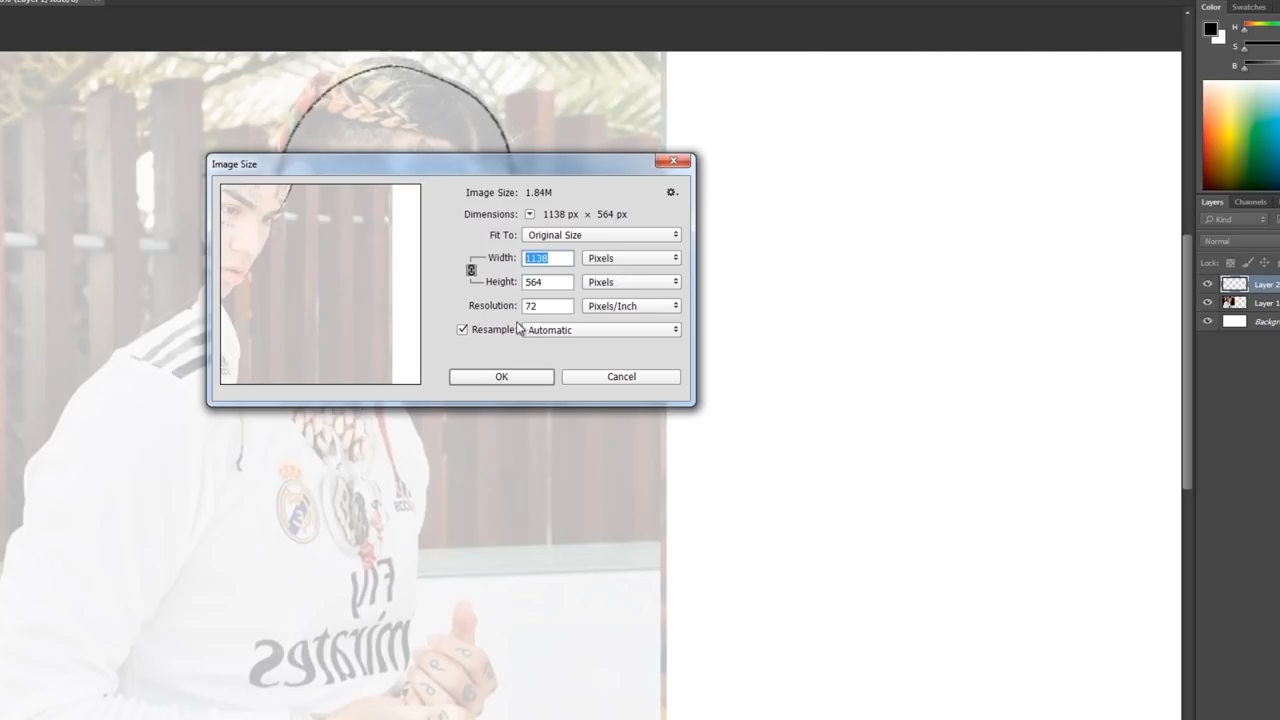 Color Swatches
H
S
B
Image Size
Image Size: 1.84M
Dimensions: 1138 px × 564 px
Fit To: Original Size
Width: 1138 Pixels
Height: 564 Pixels
Resolution: 72 Pixels/Inch
Resample: Automatic
OK Cancel
Layers Channels
Kind
Normal
Lock:
Layer 2
Layer 1
Backgr
adidas
Fly
mirates